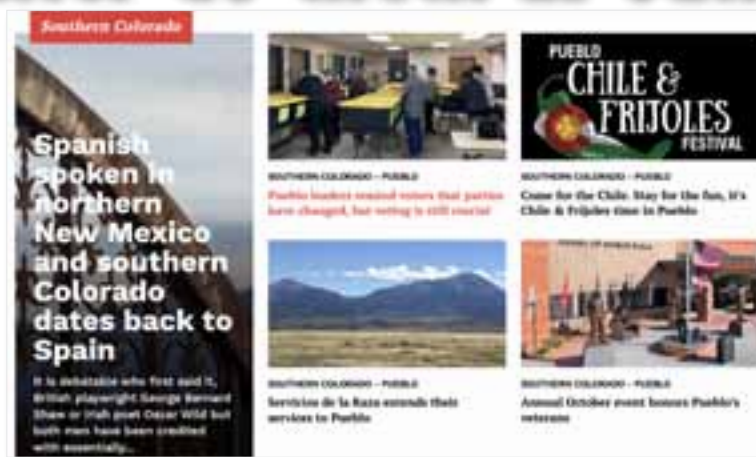 Southern Colorado
Spanish
spoken in
northern
New Mexico
and southern
Colorado
dates back to
Spain
It is debatable who first said it,
British playwright George Bernard
Shaw or Irish poet Oscar Wild but
both men have been credited
with essentially...
SOUTHERN COLORADO - PUEBLO
Pueblo leaders remind voters that parties
have changed, but voting is still crucial
PUEBLO
CHILE &
FRIJOLES
FESTIVAL
SOUTHERN COLORADO - PUEBLO
Come for the Chile. Stay for the fun, it's
Chile & Frijoles time in Pueblo
SOUTHERN COLORADO - PUEBLO
Servicios de la Raza extends their
services to Pueblo
SOUTHERN COLORADO - PUEBLO
Annual October event honors Pueblo's
veterans